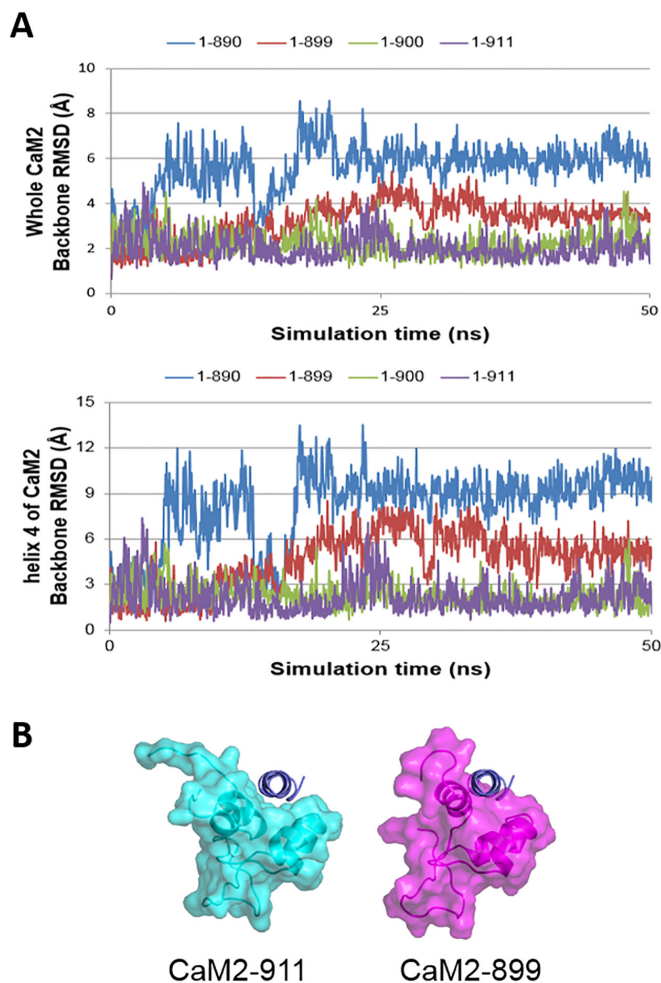 A
1-890 1-899 1-900 1-911
Whole CaM2
Backbone RMSD (Å)
10
8
6
4
2
0
0 25 50
Simulation time (ns)
1-890 1-899 1-900 1-911
helix 4 of CaM2
Backbone RMSD (Å)
15
12
9
6
3
0
0 25 50
Simulation time (ns)
B
CaM2-911 CaM2-899